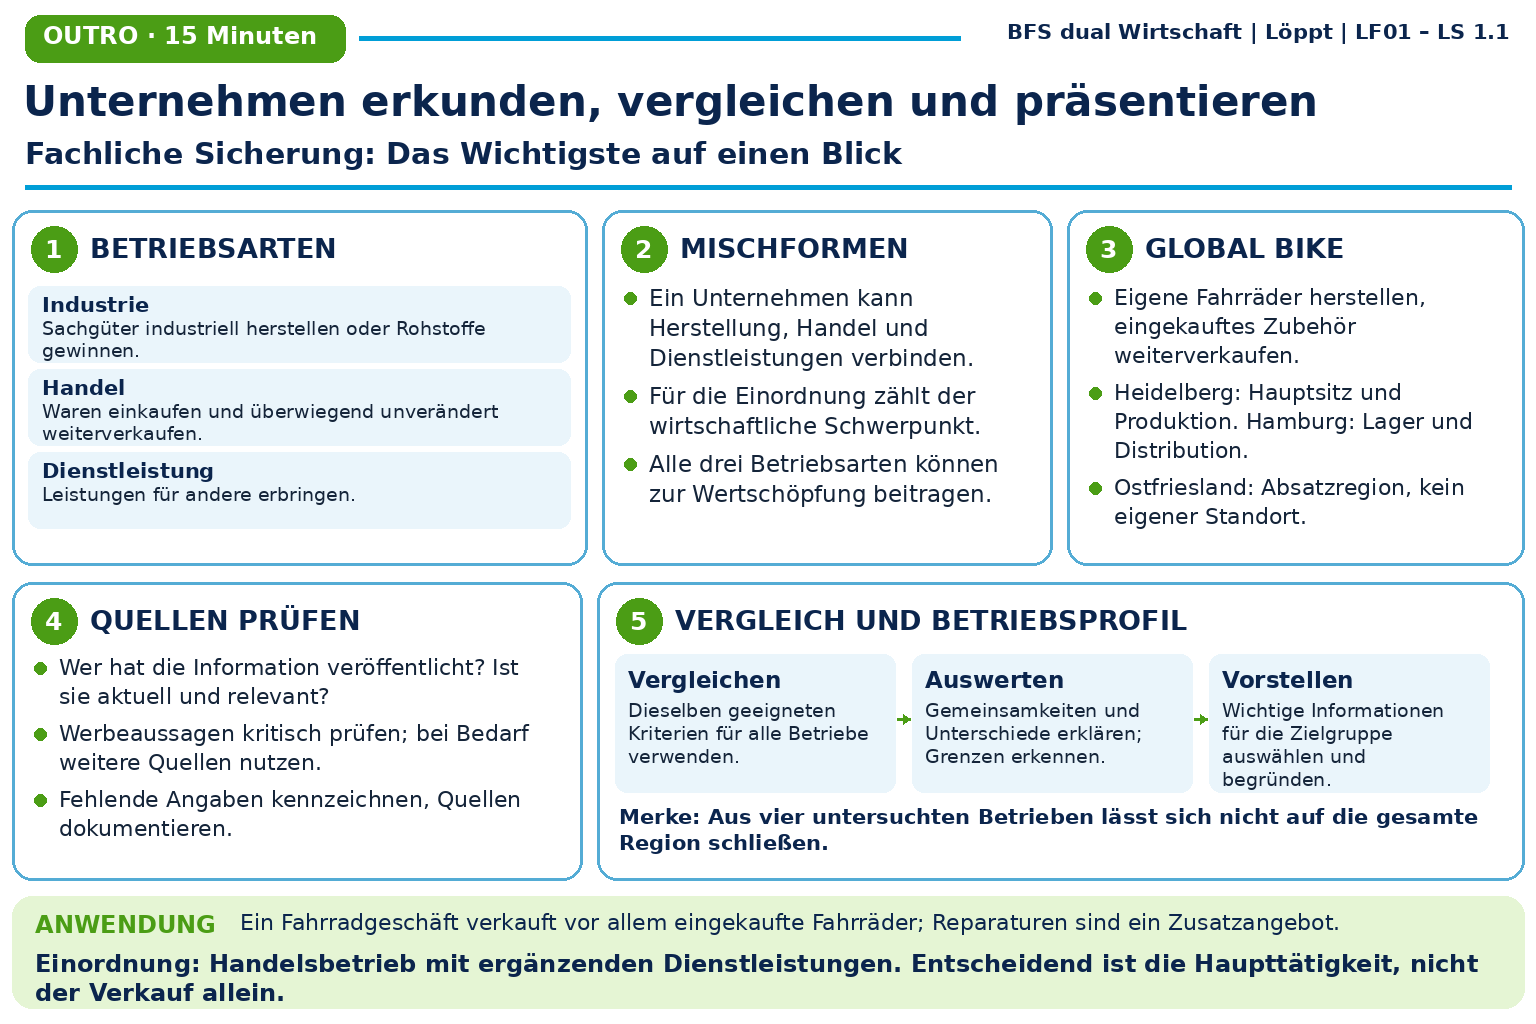 OUTRO · 15 Minuten
BFS dual Wirtschaft | Löppt | LF01 – LS 1.1
Unternehmen erkunden, vergleichen und präsentieren
Fachliche Sicherung: Das Wichtigste auf einen Blick
1 BETRIEBSARTEN
Industrie
Sachgüter industriell herstellen oder Rohstoffe
gewinnen.
Handel
Waren einkaufen und überwiegend unverändert
weiterverkaufen.
Dienstleistung
Leistungen für andere erbringen.
2 MISCHFORMEN
Ein Unternehmen kann
Herstellung, Handel und
Dienstleistungen verbinden.
Für die Einordnung zählt der
wirtschaftliche Schwerpunkt.
Alle drei Betriebsarten können
zur Wertschöpfung beitragen.
3 GLOBAL BIKE
Eigene Fahrräder herstellen,
eingekauftes Zubehör
weiterverkaufen.
Heidelberg: Hauptsitz und
Produktion. Hamburg: Lager und
Distribution.
Ostfriesland: Absatzregion, kein
eigener Standort.
4 QUELLEN PRÜFEN
Wer hat die Information veröffentlicht? Ist
sie aktuell und relevant?
Werbeaussagen kritisch prüfen; bei Bedarf
weitere Quellen nutzen.
Fehlende Angaben kennzeichnen, Quellen
dokumentieren.
5 VERGLEICH UND BETRIEBSPROFIL
Vergleichen
Dieselben geeigneten
Kriterien für alle Betriebe
verwenden.
Auswerten
Gemeinsamkeiten und
Unterschiede erklären;
Grenzen erkennen.
Vorstellen
Wichtige Informationen
für die Zielgruppe
auswählen und
begründen.
Merke: Aus vier untersuchten Betrieben lässt sich nicht auf die gesamte
Region schließen.
ANWENDUNG Ein Fahrradgeschäft verkauft vor allem eingekaufte Fahrräder; Reparaturen sind ein Zusatzangebot.
Einordnung: Handelsbetrieb mit ergänzenden Dienstleistungen. Entscheidend ist die Haupttätigkeit, nicht
der Verkauf allein.